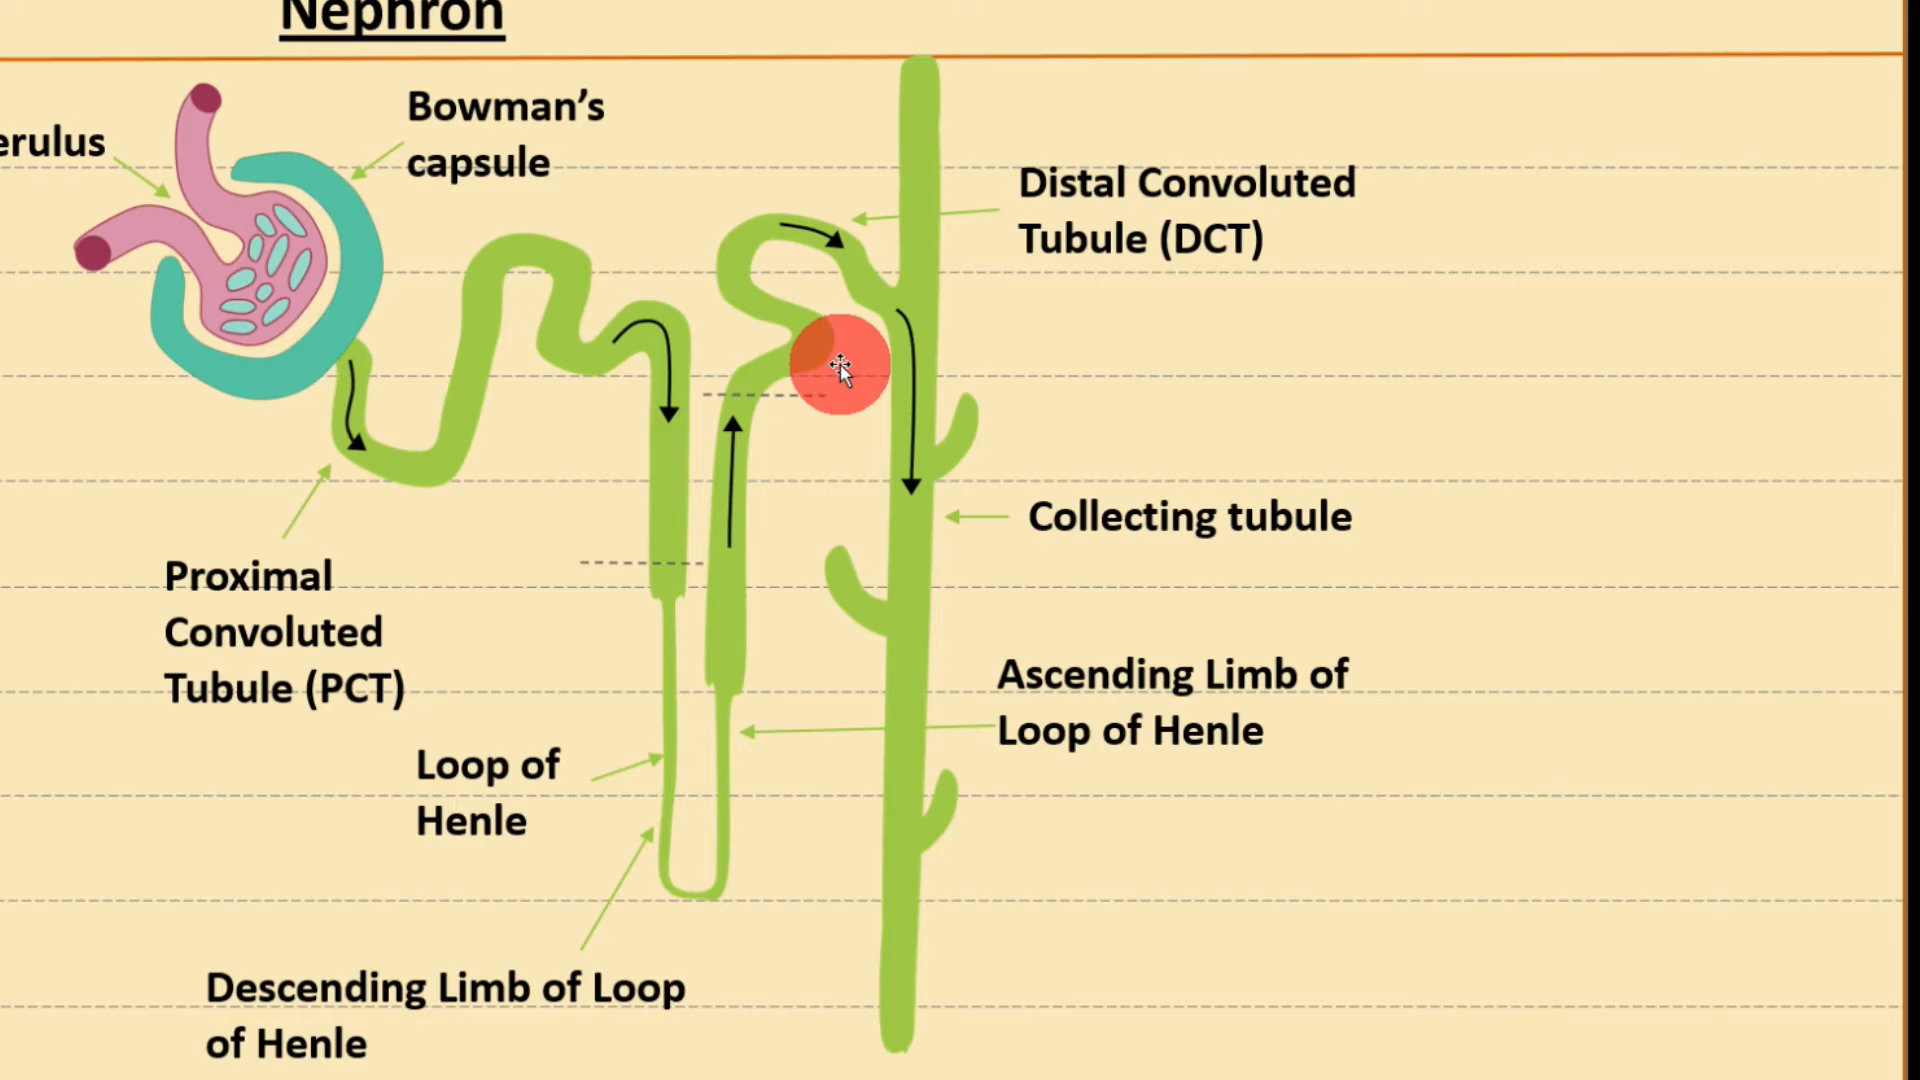 Nephron
Bowman’s
capsule
erulus
Distal Convoluted
Tubule (DCT)
Collecting tubule
Proximal
Convoluted
Tubule (PCT)
Ascending Limb of
Loop of Henle
Loop of
Henle
Descending Limb of Loop
of Henle